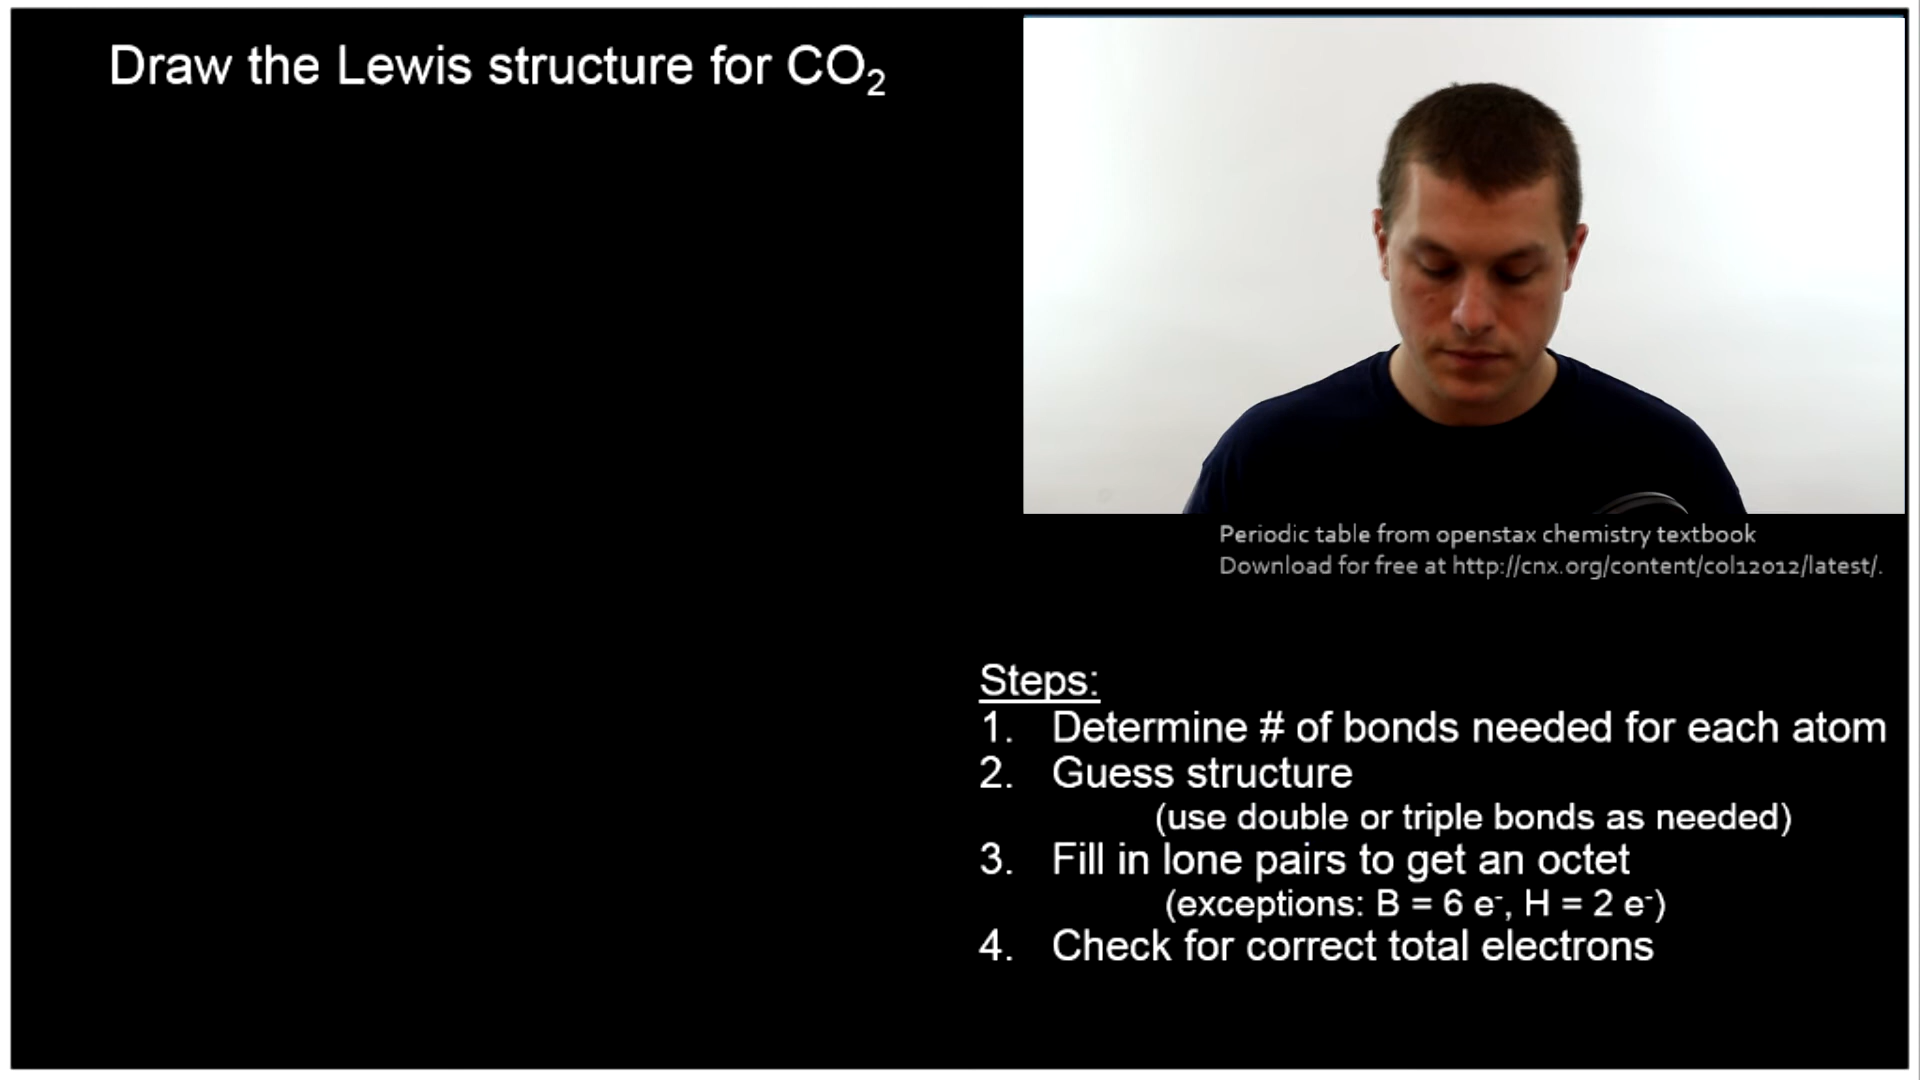 Draw the Lewis structure for CO₂
Periodic table from openstax chemistry textbook
Download for free at http://cnx.org/content/col12012/latest/.
Steps:
1. Determine # of bonds needed for each atom
2. Guess structure
(use double or triple bonds as needed)
3. Fill in lone pairs to get an octet
(exceptions: B = 6 e⁻, H = 2 e⁻)
4. Check for correct total electrons